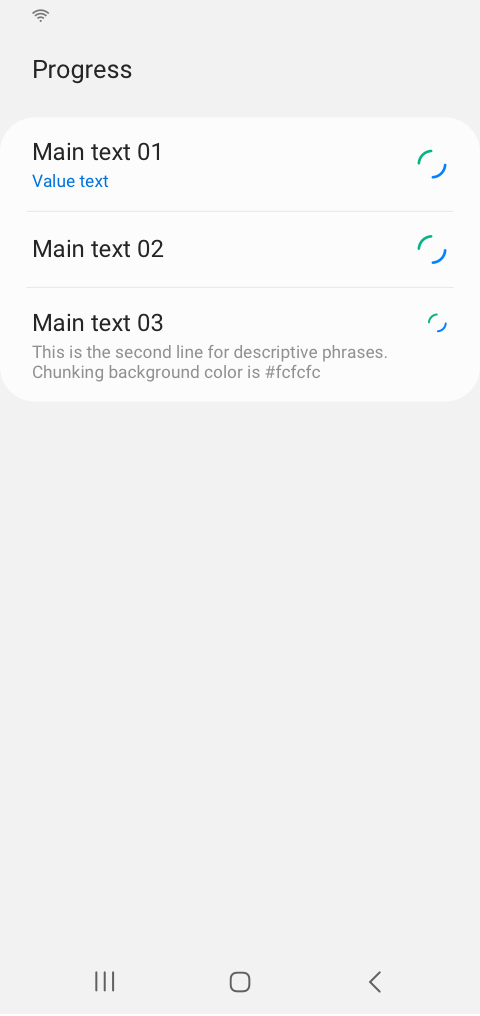 Progress
Main text 01
Value text
Main text 02
Main text 03
This is the second line for descriptive phrases.
Chunking background color is #fcfcfc